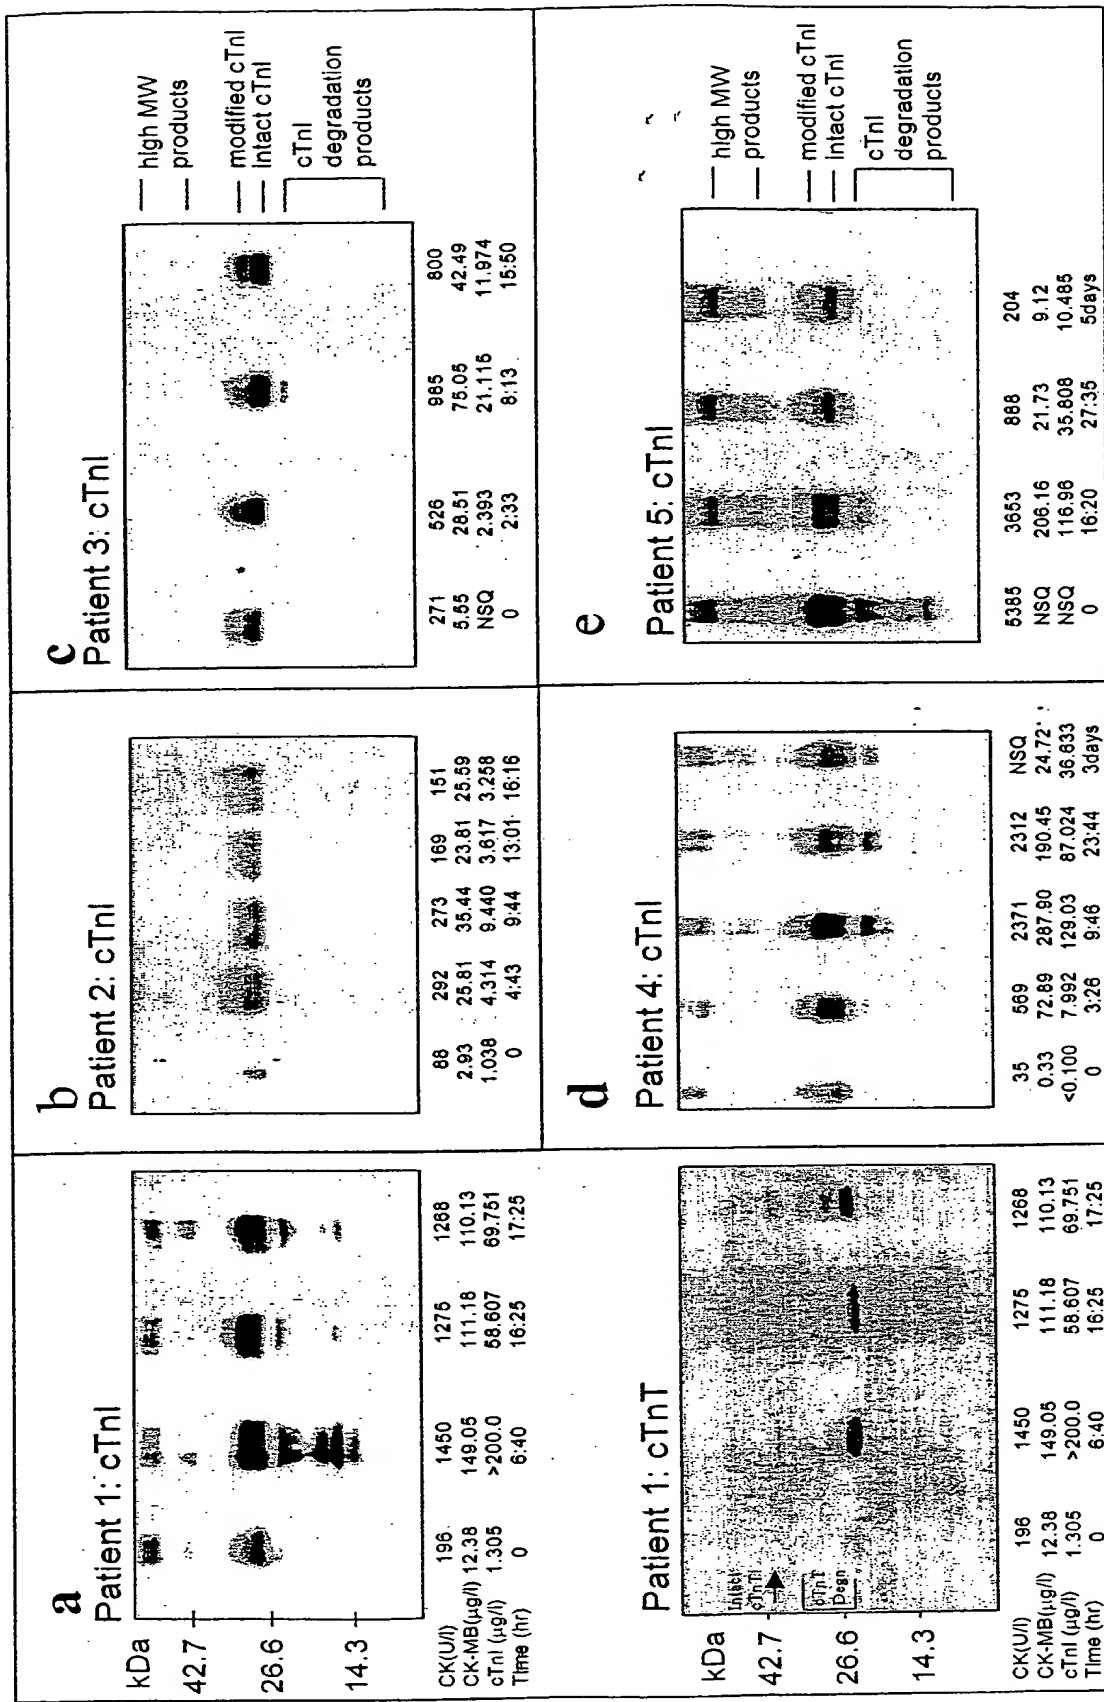 a
Patient 1: cTnI
kDa
42.7
26.6
14.3
CK(U/l) 196 1450 1275 1268
CK-MB(µg/l) 12.38 149.05 111.18 110.13
cTnI (µg/l) 1.305 >200.0 58.607 69.751
Time (hr) 0 6:40 16:25 17:25
Patient 1: cTnT
kDa
Intact
cTnT
42.7
cTnT
Degn
26.6
14.3
CK(U/l) 196 1450 1275 1268
CK-MB(µg/l) 12.38 149.05 111.18 110.13
cTnI (µg/l) 1.305 >200.0 58.607 69.751
Time (hr) 0 6:40 16:25 17:25
b
Patient 2: cTnI
88 292 273 169 151
2.93 25.81 35.44 23.81 25.59
1.038 4.314 9.440 3.617 3.258
0 4:43 9:44 13:01 16:16
c
Patient 3: cTnI
high MW
products
modified cTnI
intact cTnI
cTnI
degradation
products
271 526 985 800
5.55 28.51 75.05 42.49
NSQ 2.393 21.115 11.974
0 2:33 8:13 15:50
d
Patient 4: cTnI
35 569 2371 2312 NSQ
0.33 72.89 287.90 190.45 24.72
<0.100 7.992 129.03 87.024 36.633
0 3:26 9:46 23:44 3days
e
Patient 5: cTnI
high MW
products
modified cTnI
intact cTnI
cTnI
degradation
products
5385 3653 888 204
NSQ 206.16 21.73 9.12
NSQ 116.96 35.808 10.485
0 16:20 27:35 5days